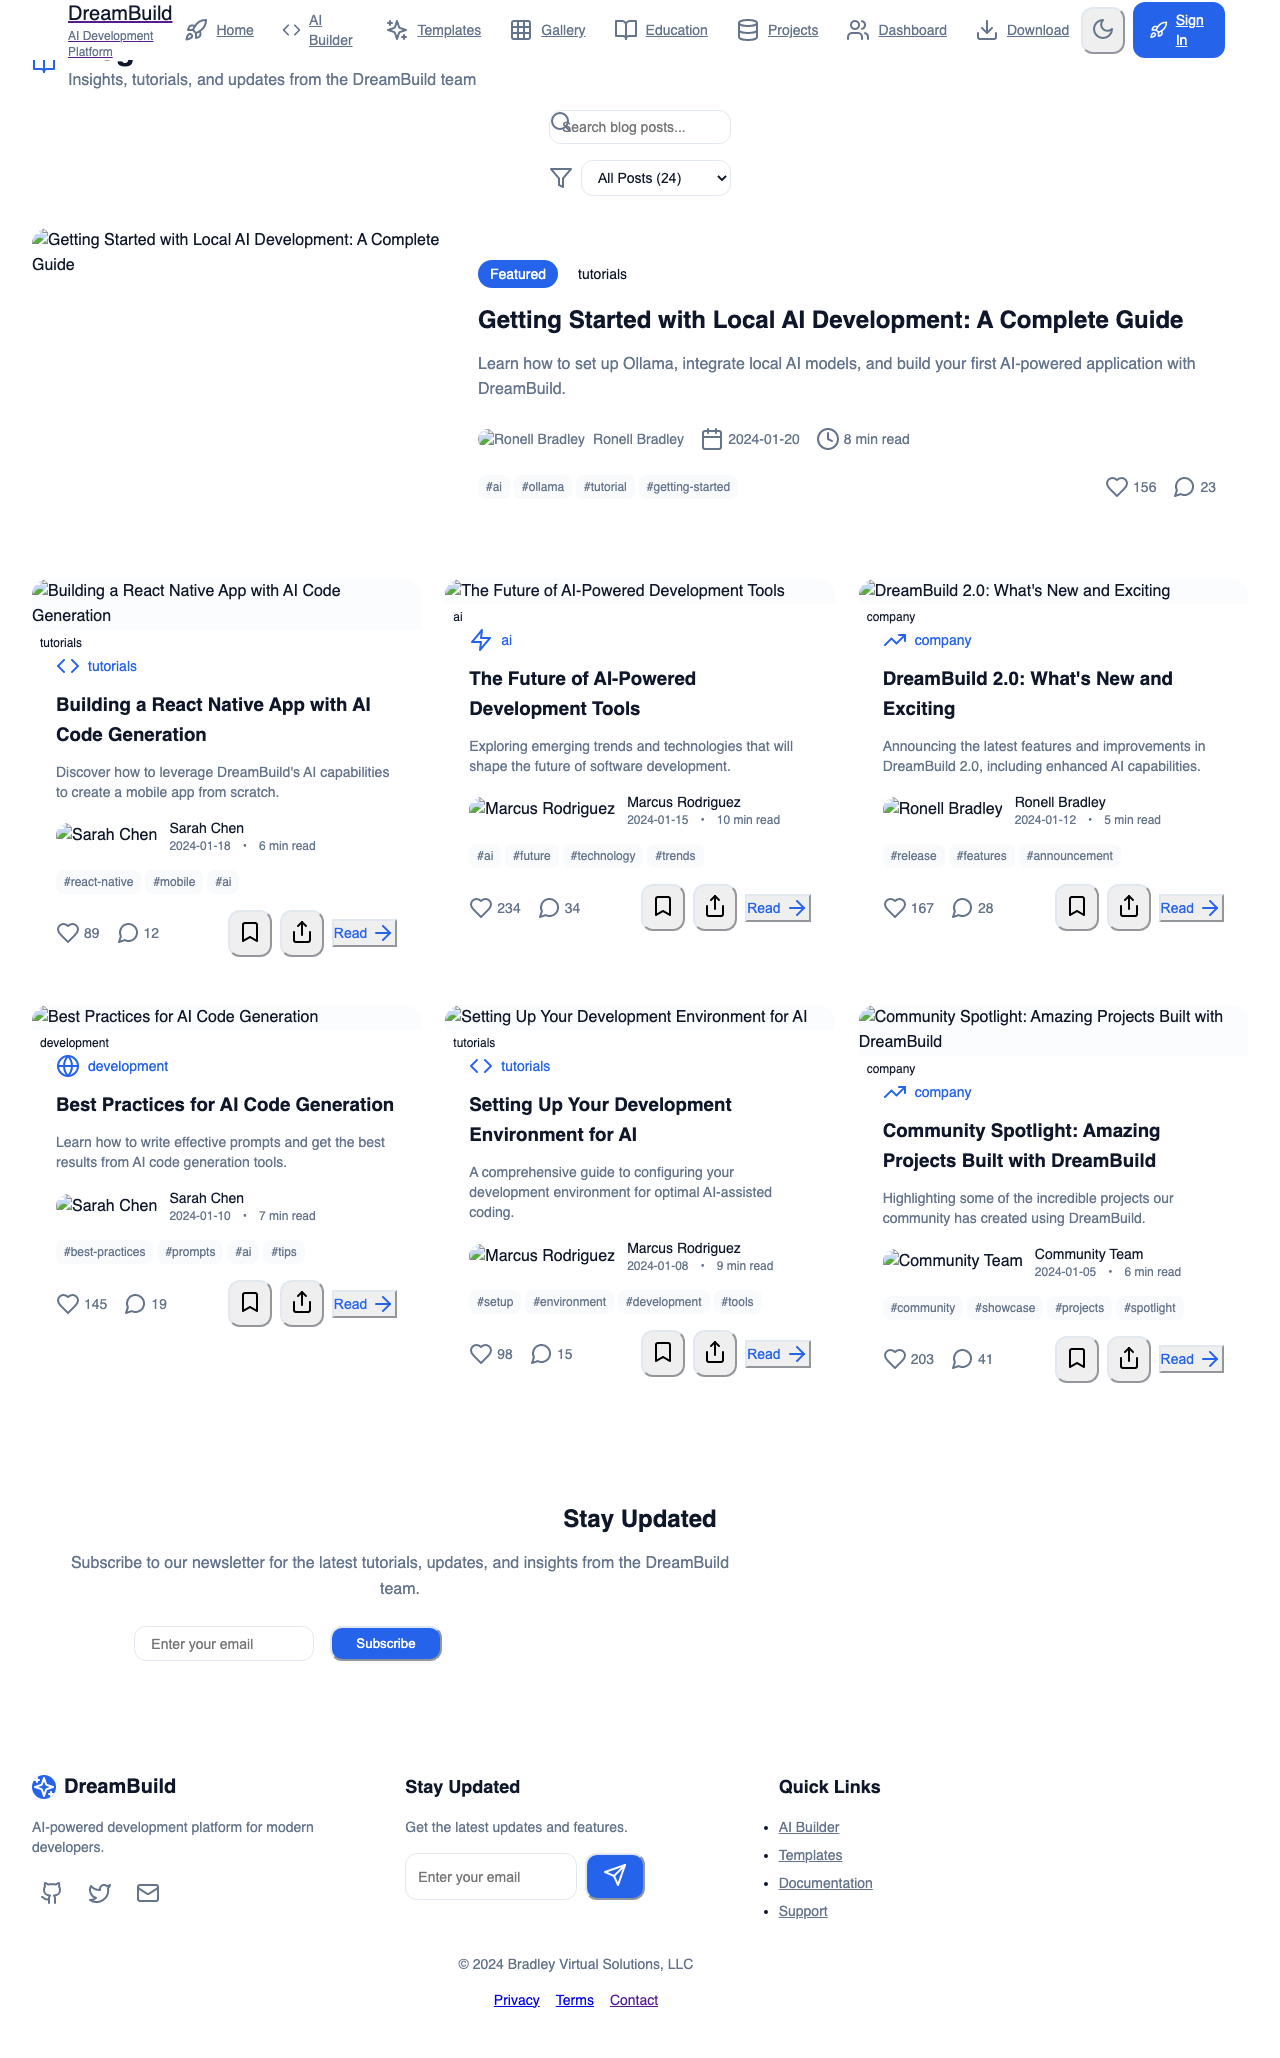 DreamBuild
AI Development
Platform
Home
AI
Builder
Templates
Gallery
Education
Projects
Dashboard
Download
Sign
In
Insights, tutorials, and updates from the DreamBuild team
Search blog posts...
All Posts (24)
Getting Started with Local AI Development: A Complete
Guide
Featured
tutorials
Getting Started with Local AI Development: A Complete Guide
Learn how to set up Ollama, integrate local AI models, and build your first AI-powered application with
DreamBuild.
Ronell Bradley Ronell Bradley 2024-01-20 8 min read
#ai #ollama #tutorial #getting-started 156 23
Building a React Native App with AI Code
Generation
tutorials
tutorials
Building a React Native App with AI
Code Generation
Discover how to leverage DreamBuild's AI capabilities
to create a mobile app from scratch.
Sarah Chen
Sarah Chen
2024-01-18 • 6 min read
#react-native #mobile #ai
89 12 Read
The Future of AI-Powered Development Tools
ai
ai
The Future of AI-Powered
Development Tools
Exploring emerging trends and technologies that will
shape the future of software development.
Marcus Rodriguez
Marcus Rodriguez
2024-01-15 • 10 min read
#ai #future #technology #trends
234 34 Read
DreamBuild 2.0: What's New and Exciting
company
company
DreamBuild 2.0: What's New and
Exciting
Announcing the latest features and improvements in
DreamBuild 2.0, including enhanced AI capabilities.
Ronell Bradley
Ronell Bradley
2024-01-12 • 5 min read
#release #features #announcement
167 28 Read
Best Practices for AI Code Generation
development
development
Best Practices for AI Code Generation
Learn how to write effective prompts and get the best
results from AI code generation tools.
Sarah Chen
Sarah Chen
2024-01-10 • 7 min read
#best-practices #prompts #ai #tips
145 19 Read
Setting Up Your Development Environment for AI
tutorials
tutorials
Setting Up Your Development
Environment for AI
A comprehensive guide to configuring your
development environment for optimal AI-assisted
coding.
Marcus Rodriguez
Marcus Rodriguez
2024-01-08 • 9 min read
#setup #environment #development #tools
98 15 Read
Community Spotlight: Amazing Projects Built with
DreamBuild
company
company
Community Spotlight: Amazing
Projects Built with DreamBuild
Highlighting some of the incredible projects our
community has created using DreamBuild.
Community Team
Community Team
2024-01-05 • 6 min read
#community #showcase #projects #spotlight
203 41 Read
Stay Updated
Subscribe to our newsletter for the latest tutorials, updates, and insights from the DreamBuild
team.
Enter your email
Subscribe
DreamBuild
AI-powered development platform for modern
developers.
Stay Updated
Get the latest updates and features.
Enter your email
Quick Links
AI Builder
Templates
Documentation
Support
© 2024 Bradley Virtual Solutions, LLC
Privacy Terms Contact